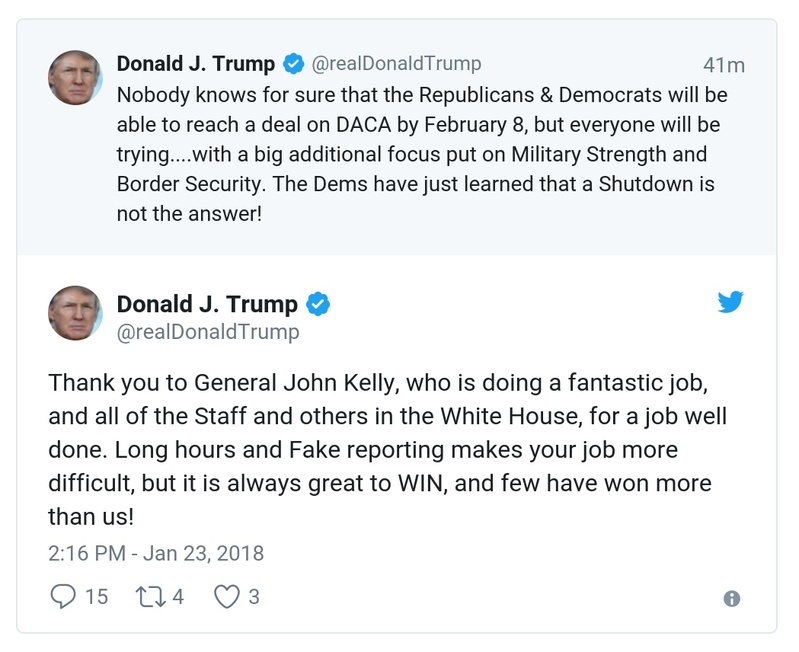 Donald J. Trump @realDonaldTrump 41m
Nobody knows for sure that the Republicans & Democrats will be
able to reach a deal on DACA by February 8, but everyone will be
trying....with a big additional focus put on Military Strength and
Border Security. The Dems have just learned that a Shutdown is
not the answer!
Donald J. Trump
@realDonaldTrump
Thank you to General John Kelly, who is doing a fantastic job,
and all of the Staff and others in the White House, for a job well
done. Long hours and Fake reporting makes your job more
difficult, but it is always great to WIN, and few have won more
than us!
2:16 PM - Jan 23, 2018
15 4 3